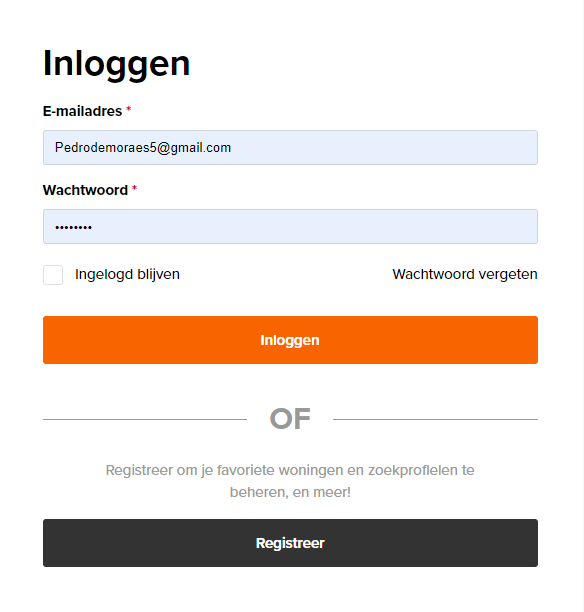 Inloggen
E-mailadres *
Pedrodemoraes5@gmail.com
Wachtwoord *
••••••••
Ingelogd blijven
Wachtwoord vergeten
Inloggen
OF
Registreer om je favoriete woningen en zoekprofielen te
beheren, en meer!
Registreer